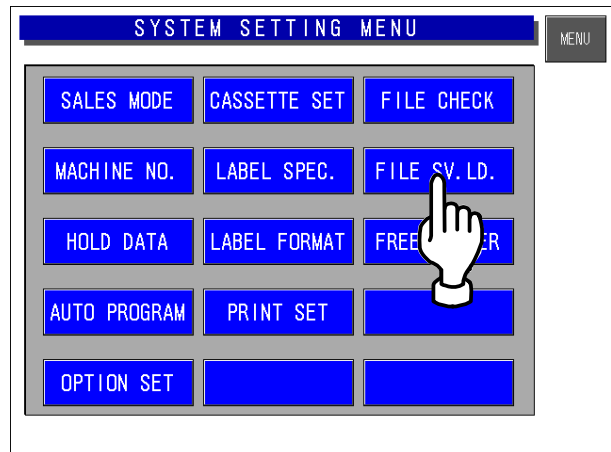 SYSTEM SETTING MENU
MENU
SALES MODE
CASSETTE SET
FILE CHECK
MACHINE NO.
LABEL SPEC.
FILE SV.LD.
HOLD DATA
LABEL FORMAT
FREE
AUTO PROGRAM
PRINT SET
OPTION SET